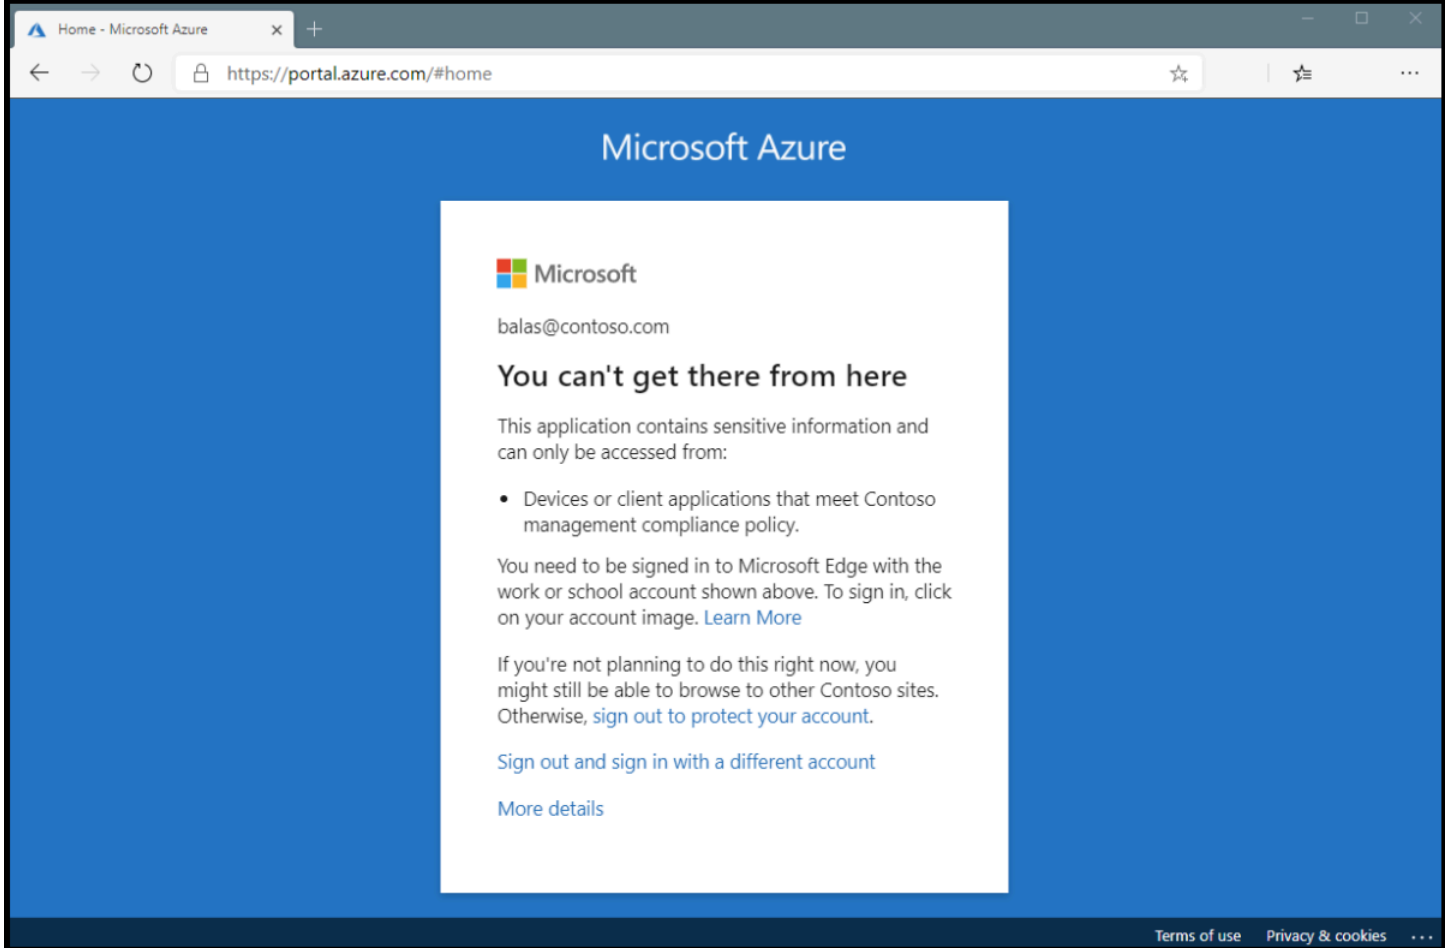 Home - Microsoft Azure
https://portal.azure.com/#home
Microsoft Azure
Microsoft
balas@contoso.com
You can't get there from here
This application contains sensitive information and
can only be accessed from:
• Devices or client applications that meet Contoso
management compliance policy.
You need to be signed in to Microsoft Edge with the
work or school account shown above. To sign in, click
on your account image. Learn More
If you're not planning to do this right now, you
might still be able to browse to other Contoso sites.
Otherwise, sign out to protect your account.
Sign out and sign in with a different account
More details
Terms of use Privacy & cookies ...